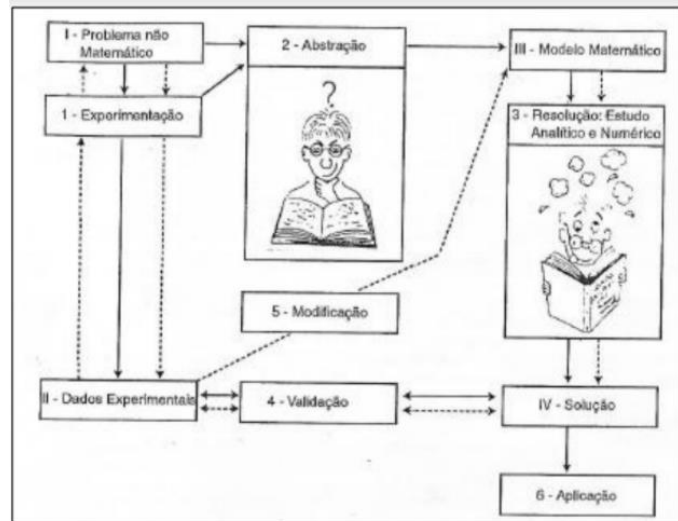 I - Problema não
Matemático
2 - Abstração
III - Modelo Matemático
1 - Experimentação
?
3 - Resolução: Estudo
Analítico e Numérico
5 - Modificação
II - Dados Experimentais
4 - Validação
IV - Solução
6 - Aplicação